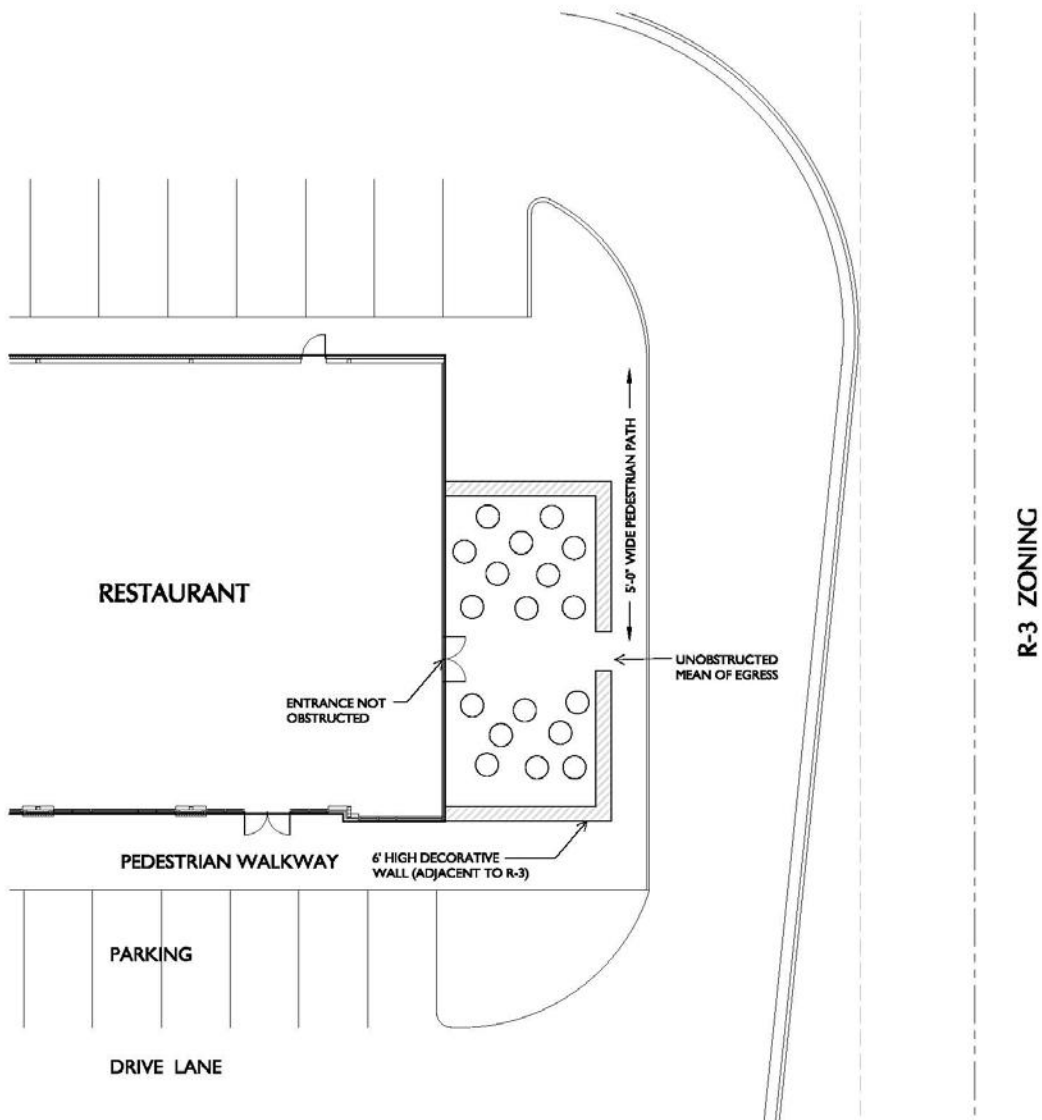 5'-0" WIDE PEDESTRIAN PATH
R-3 ZONING
RESTAURANT
UNOBSTRUCTED
MEAN OF EGRESS
ENTRANCE NOT
OBSTRUCTED
PEDESTRIAN WALKWAY
6' HIGH DECORATIVE
WALL (ADJACENT TO R-3)
PARKING
DRIVE LANE